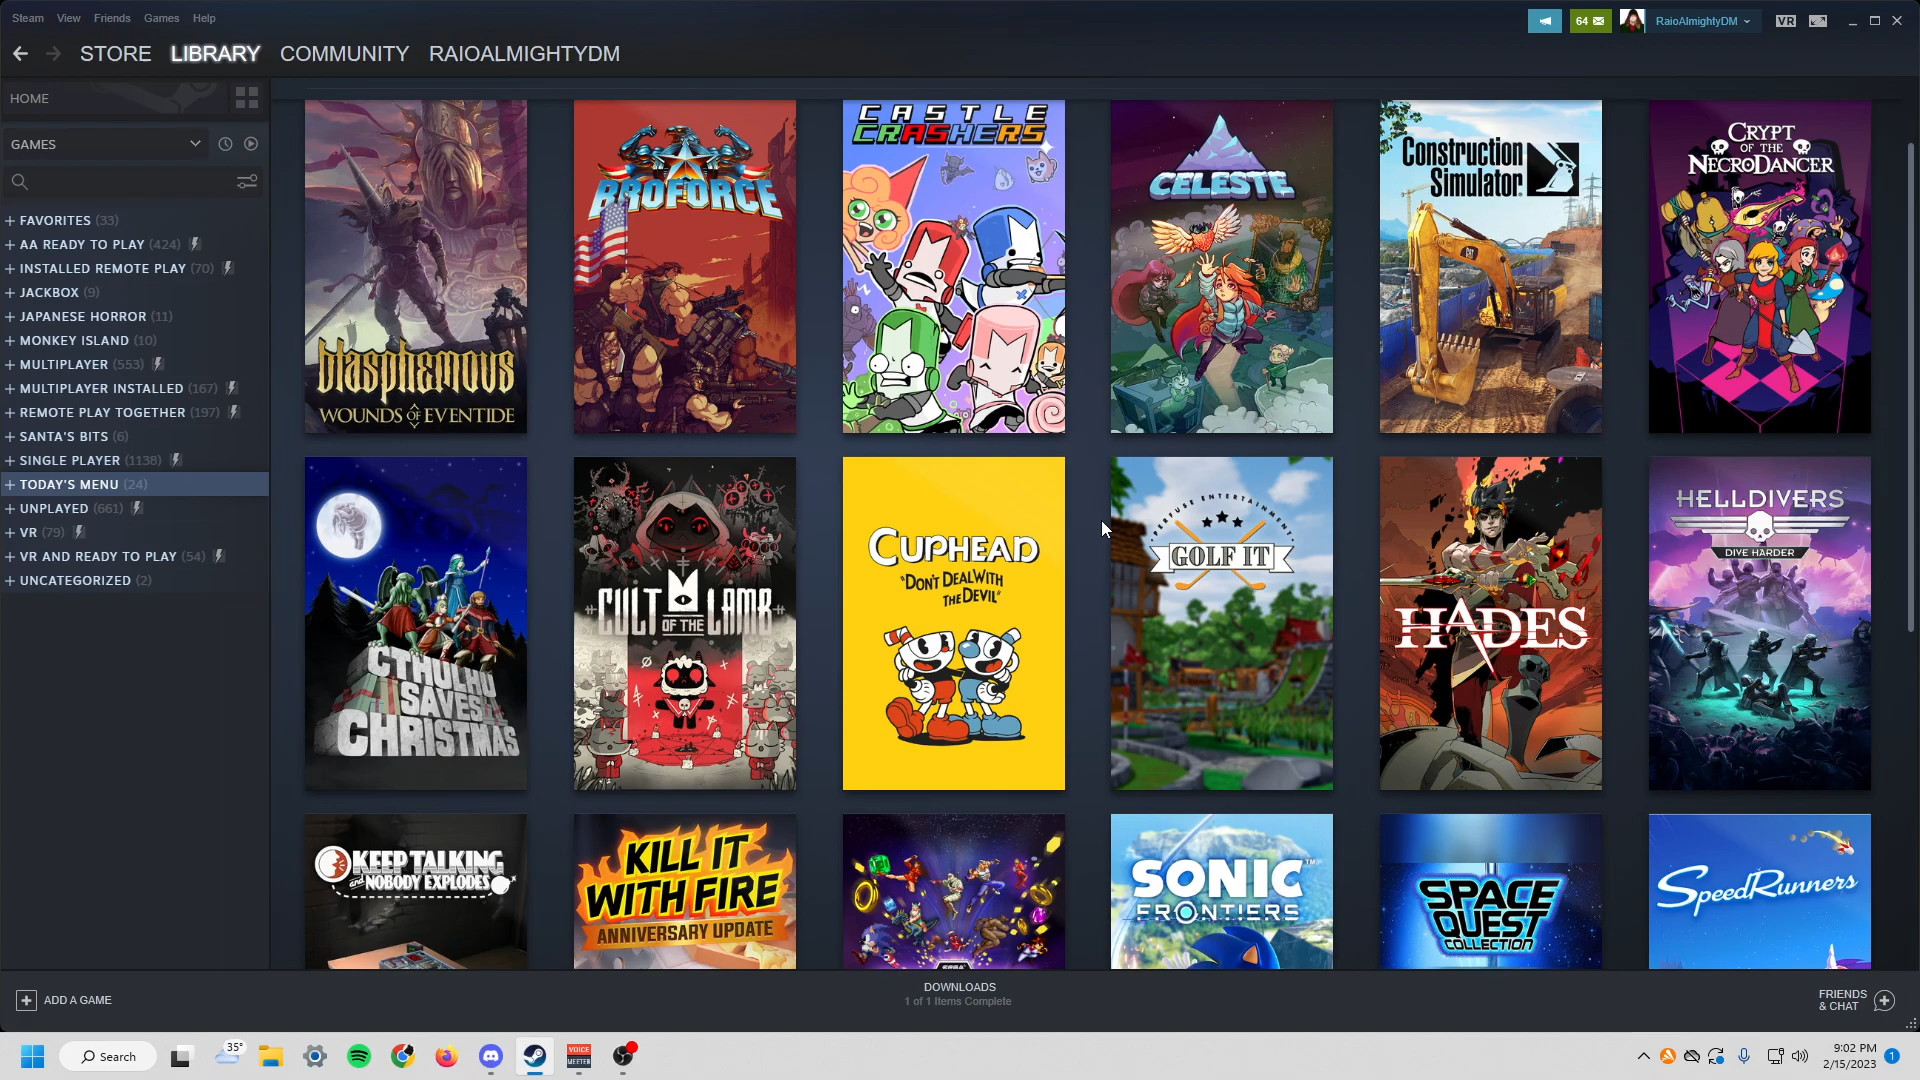 Steam View Friends Games Help
64
RaioAlmightyDM
VR
STORE LIBRARY COMMUNITY RAIOALMIGHTYDM
HOME
GAMES
+ FAVORITES (33)
+ AA READY TO PLAY (424)
+ INSTALLED REMOTE PLAY (70)
+ JACKBOX (9)
+ JAPANESE HORROR (11)
+ MONKEY ISLAND (10)
+ MULTIPLAYER (553)
+ MULTIPLAYER INSTALLED (167)
+ REMOTE PLAY TOGETHER (197)
+ SANTA'S BITS (6)
+ SINGLE PLAYER (1138)
+ TODAY'S MENU (24)
+ UNPLAYED (661)
+ VR (79)
+ VR AND READY TO PLAY (54)
+ UNCATEGORIZED (2)
blasphemous
WOUNDS OF EVENTIDE
BROFORCE
CASTLE
CRASHERS
CELESTE
Construction
Simulator
CAT
CRYPT
OF THE
NECRODANCER
CTHULHU
SAVES
CHRISTMAS
CULT OF THE LAMB
CUPHEAD
"DON'T DEAL WITH
THE DEVIL"
PERFUSE ENTERTAINMENT
GOLF IT
HADES
HELLDIVERS
DIVE HARDER
KEEP TALKING
and NOBODY EXPLODES
KILL IT
WITH FIRE
ANNIVERSARY UPDATE
SEGA
SONIC
FRONTIERS
SPACE
QUEST
COLLECTION
SpeedRunners
ADD A GAME
DOWNLOADS
1 of 1 Items Complete
FRIENDS
& CHAT
35°
Search
VOICE
MEETER
9:02 PM
2/15/2023
1